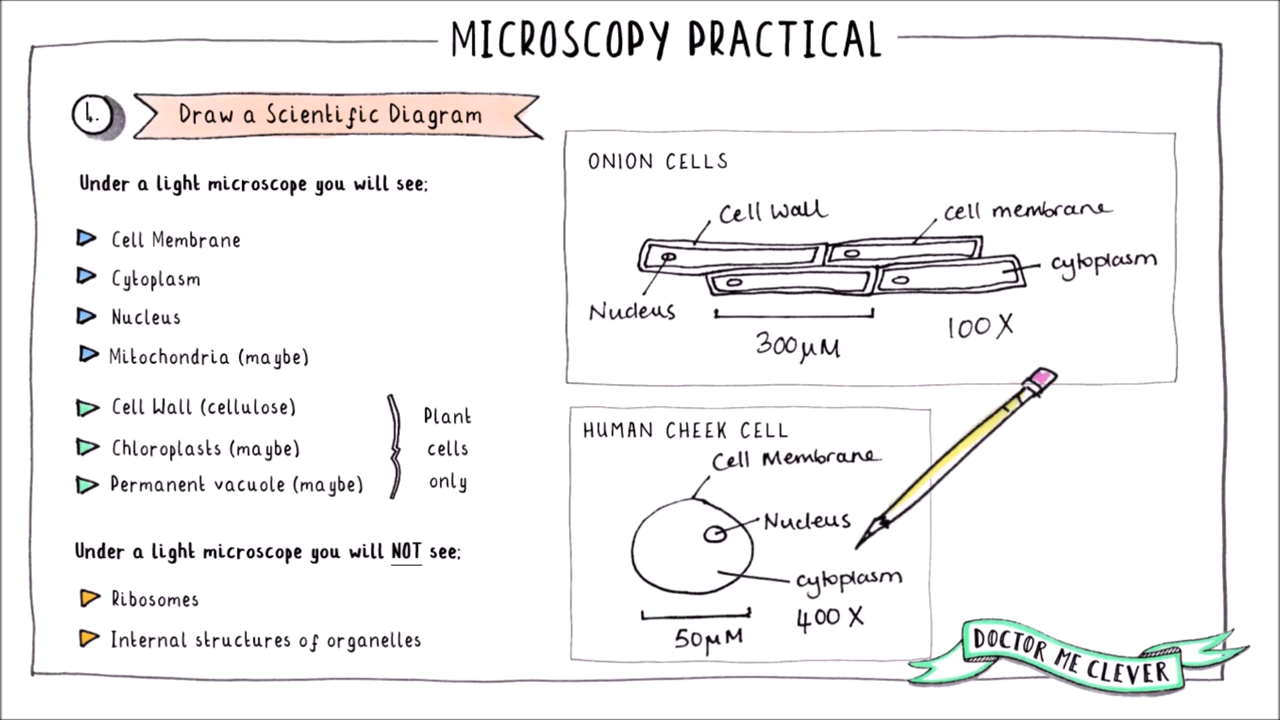 MICROSCOPY PRACTICAL
4.
Draw a Scientific Diagram
Under a light microscope you will see:
Cell Membrane
Cytoplasm
Nucleus
Mitochondria (maybe)
Cell Wall (cellulose)
Chloroplasts (maybe)
Permanent vacuole (maybe)
Plant
cells
only
Under a light microscope you will NOT see:
Ribosomes
Internal structures of organelles
ONION CELLS
Cell Wall
cell membrane
cytoplasm
Nucleus
300µM
100X
HUMAN CHEEK CELL
Cell Membrane
Nucleus
cytoplasm
400X
50µM
DOCTOR ME CLEVER